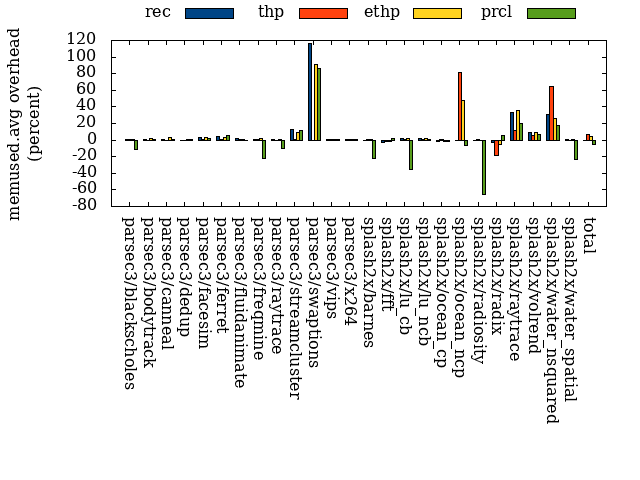 rec thp ethp prcl
memused.avg overhead
(percent)
120
100
80
60
40
20
0
-20
-40
-60
-80
parsec3/blackscholes
parsec3/bodytrack
parsec3/canneal
parsec3/dedup
parsec3/facesim
parsec3/ferret
parsec3/fluidanimate
parsec3/freqmine
parsec3/raytrace
parsec3/streamcluster
parsec3/swaptions
parsec3/vips
parsec3/x264
splash2x/barnes
splash2x/fft
splash2x/lu_cb
splash2x/lu_ncb
splash2x/ocean_cp
splash2x/ocean_ncp
splash2x/radiosity
splash2x/radix
splash2x/raytrace
splash2x/volrend
splash2x/water_nsquared
splash2x/water_spatial
total